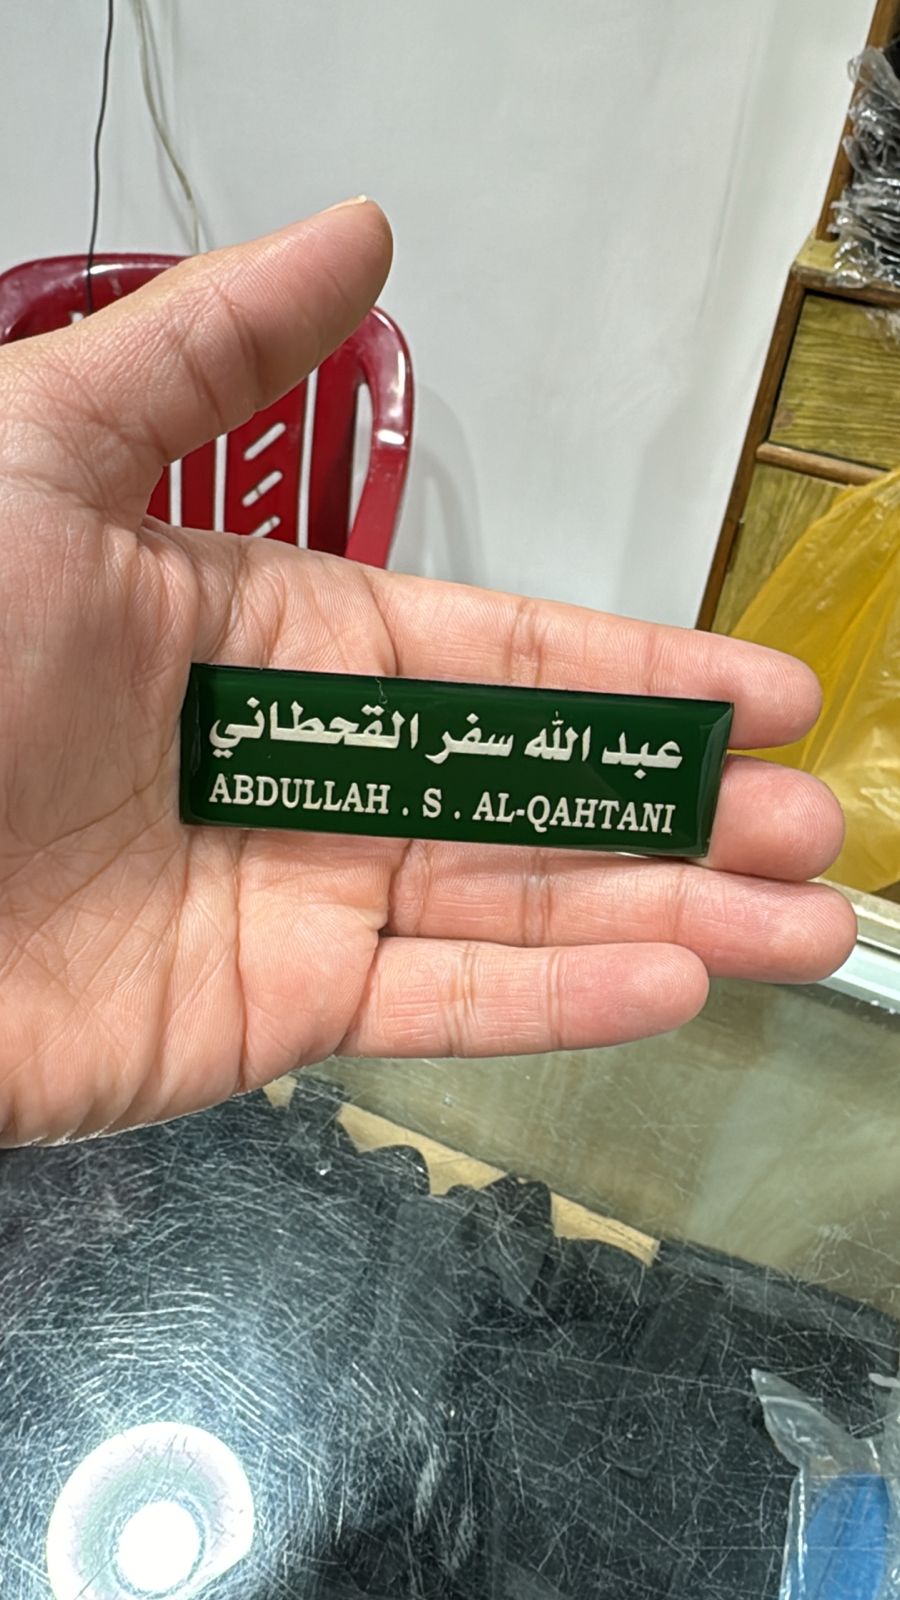 عبد الله سفر القحطاني
ABDULLAH . S . AL-QAHTANI